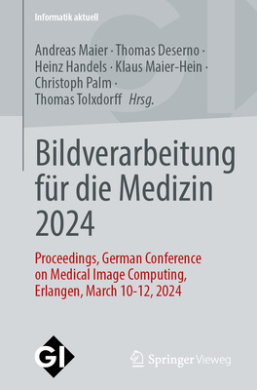 Informatik aktuell
Andreas Maier · Thomas Deserno ·
Heinz Handels · Klaus Maier-Hein ·
Christoph Palm ·
Thomas Tolxdorff Hrsg.
Bildverarbeitung
für die Medizin
2024
Proceedings, German Conference
on Medical Image Computing,
Erlangen, March 10-12, 2024
GI
Springer Vieweg